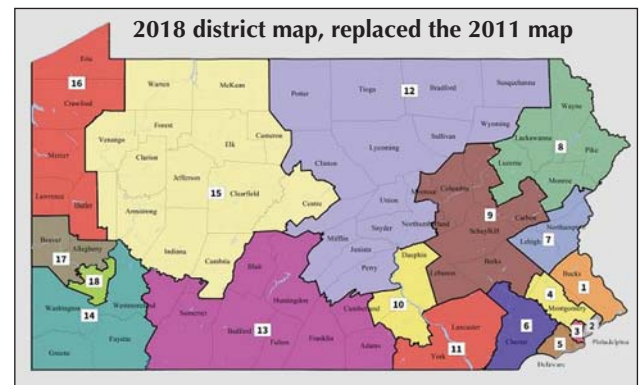 2018 district map, replaced the 2011 map
Erie
16
Crawford
Mercer
Lawrence
Butler
Warren
McKean
Forest
Venango
Elk
Cameron
Clarion
Jefferson
15
Clearfield
Centre
Armstrong
Indiana
Cambria
Potter
Tioga
12
Bradford
Susquehanna
Wyoming
Sullivan
Lycoming
Clinton
Union
Snyder
Mifflin
Juniata
Perry
Northumberland
Montour
Wayne
Lackawanna
8
Pike
Luzerne
Monroe
Columbia
9
Carbon
Schuylkill
Berks
Lebanon
Northampton
7
Lehigh
Bucks
1
4
Montgomery
2
3
Philadelphia
5
Delaware
6
Chester
Lancaster
11
York
Dauphin
10
Cumberland
Adams
Blair
Huntingdon
Somerset
Bedford
13
Fulton
Franklin
Beaver
17
Allegheny
18
Washington
14
Westmoreland
Greene
Fayette